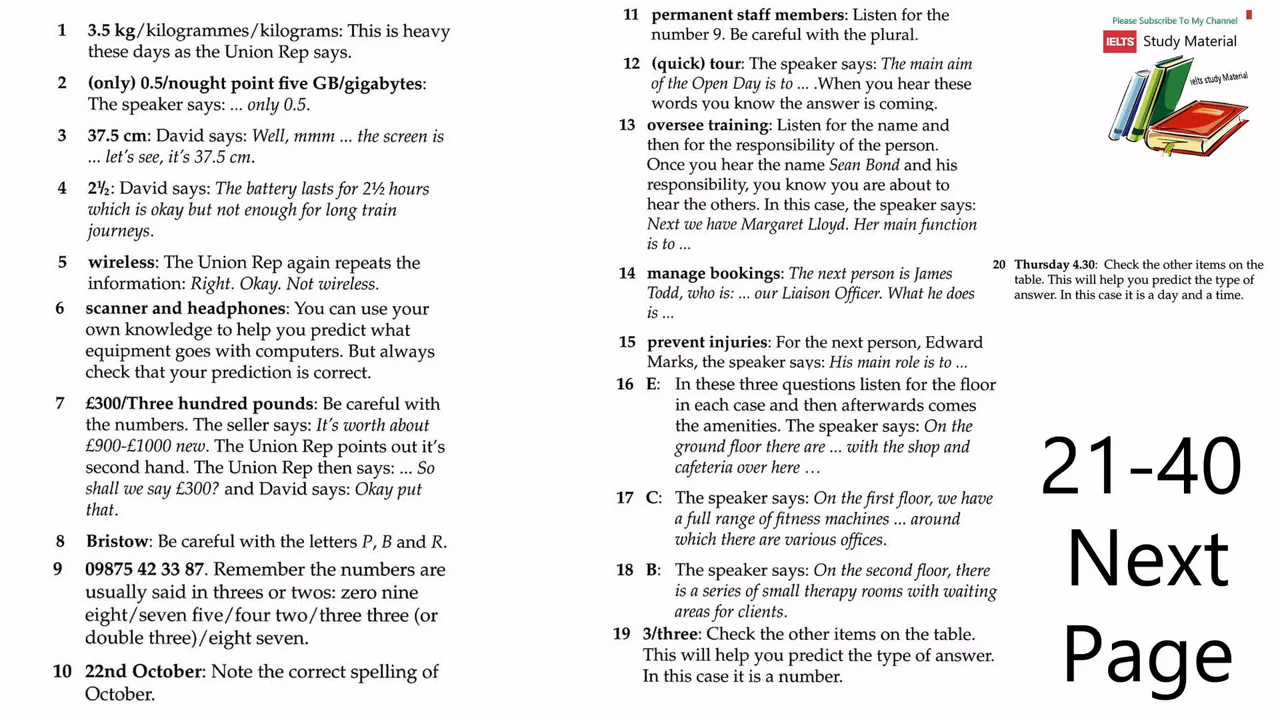 1 3.5 kg/kilogrammes/kilograms: This is heavy
these days as the Union Rep says.
2 (only) 0.5/nought point five GB/gigabytes:
The speaker says: ... only 0.5.
3 37.5 cm: David says: Well, mmm ... the screen is
... let's see, it's 37.5 cm.
4 2½: David says: The battery lasts for 2½ hours
which is okay but not enough for long train
journeys.
5 wireless: The Union Rep again repeats the
information: Right. Okay. Not wireless.
6 scanner and headphones: You can use your
own knowledge to help you predict what
equipment goes with computers. But always
check that your prediction is correct.
7 £300/Three hundred pounds: Be careful with
the numbers. The seller says: It's worth about
£900-£1000 new. The Union Rep points out it's
second hand. The Union Rep then says: ... So
shall we say £300? and David says: Okay put
that.
8 Bristow: Be careful with the letters P, B and R.
9 09875 42 33 87. Remember the numbers are
usually said in threes or twos: zero nine
eight/seven five/four two/three three (or
double three)/eight seven.
10 22nd October: Note the correct spelling of
October.
11 permanent staff members: Listen for the
number 9. Be careful with the plural.
12 (quick) tour: The speaker says: The main aim
of the Open Day is to ... .When you hear these
words you know the answer is coming.
13 oversee training: Listen for the name and
then for the responsibility of the person.
Once you hear the name Sean Bond and his
responsibility, you know you are about to
hear the others. In this case, the speaker says:
Next we have Margaret Lloyd. Her main function
is to ...
14 manage bookings: The next person is James
Todd, who is: ... our Liaison Officer. What he does
is ...
15 prevent injuries: For the next person, Edward
Marks, the speaker says: His main role is to ...
16 E: In these three questions listen for the floor
in each case and then afterwards comes
the amenities. The speaker says: On the
ground floor there are ... with the shop and
cafeteria over here ...
17 C: The speaker says: On the first floor, we have
a full range of fitness machines ... around
which there are various offices.
18 B: The speaker says: On the second floor, there
is a series of small therapy rooms with waiting
areas for clients.
19 3/three: Check the other items on the table.
This will help you predict the type of answer.
In this case it is a number.
Please Subscribe To My Channel
IELTS Study Material
ielts study Material
20 Thursday 4.30: Check the other items on the
table. This will help you predict the type of
answer. In this case it is a day and a time.
21-40
Next
Page